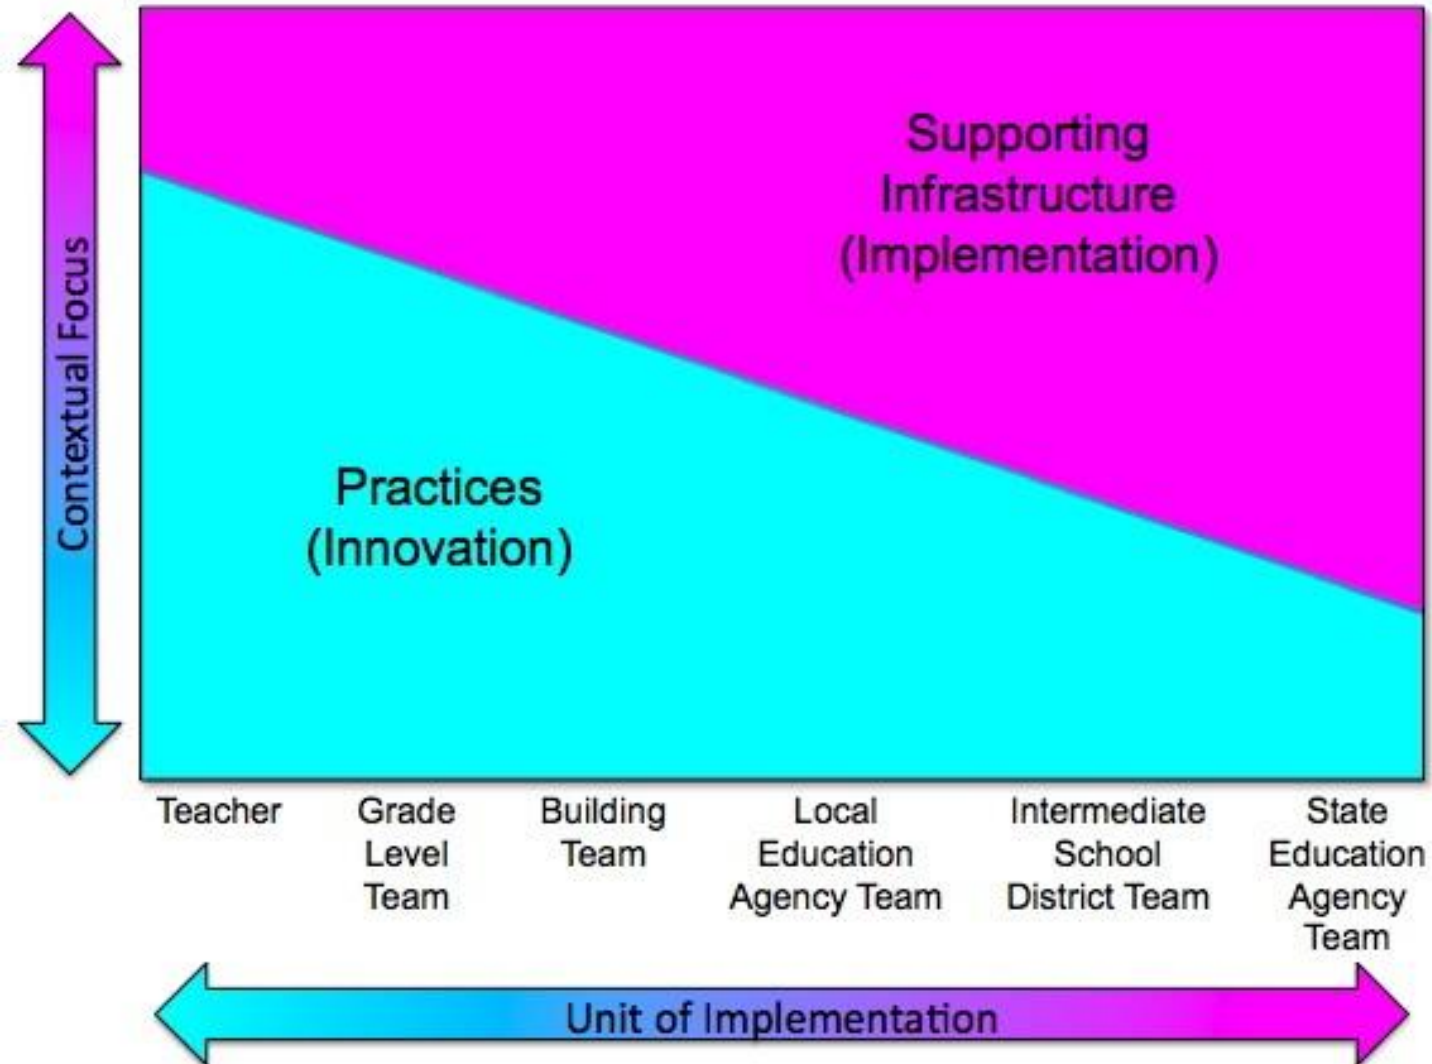 Contextual Focus
Supporting
Infrastructure
(Implementation)
Practices
(Innovation)
Teacher
Grade
Level
Team
Building
Team
Local
Education
Agency Team
Intermediate
School
District Team
State
Education
Agency
Team
Unit of Implementation